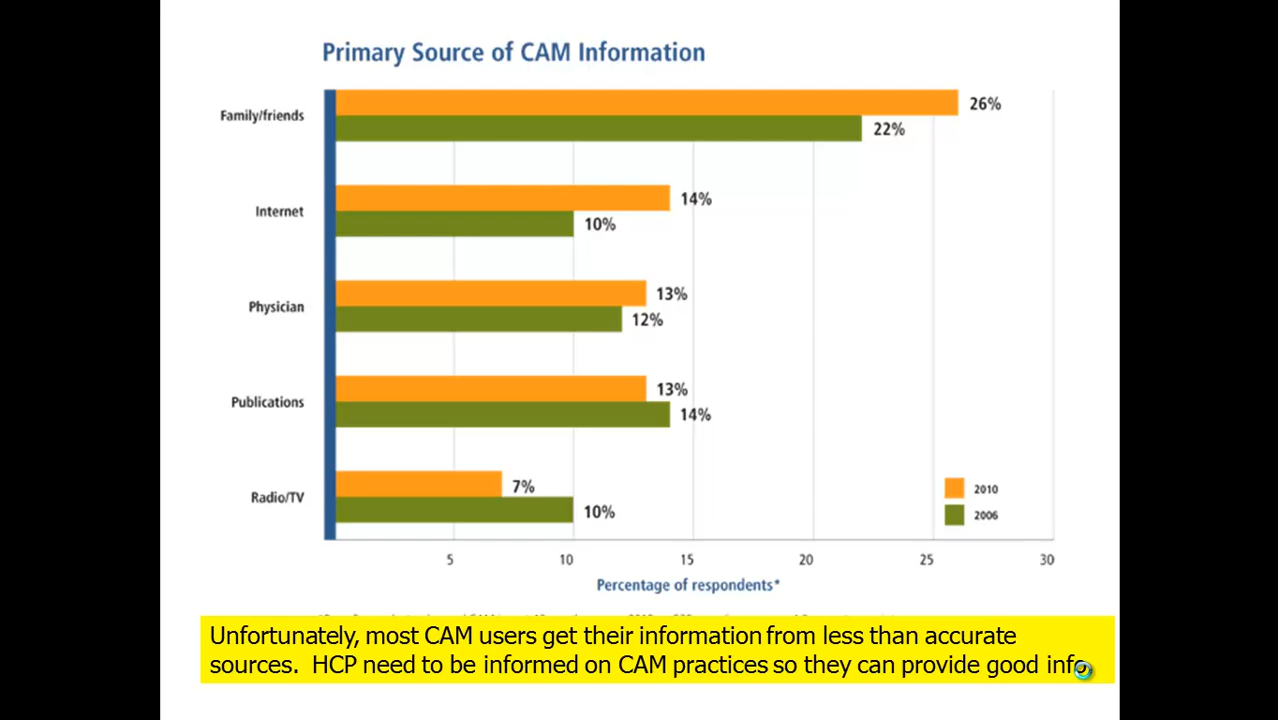 Primary Source of CAM Information
Family/friends
26%
22%
Internet
14%
10%
Physician
13%
12%
Publications
13%
14%
Radio/TV
7%
10%
2010
2006
5 10 15 20 25 30
Percentage of respondents*
Unfortunately, most CAM users get their information from less than accurate
sources. HCP need to be informed on CAM practices so they can provide good info